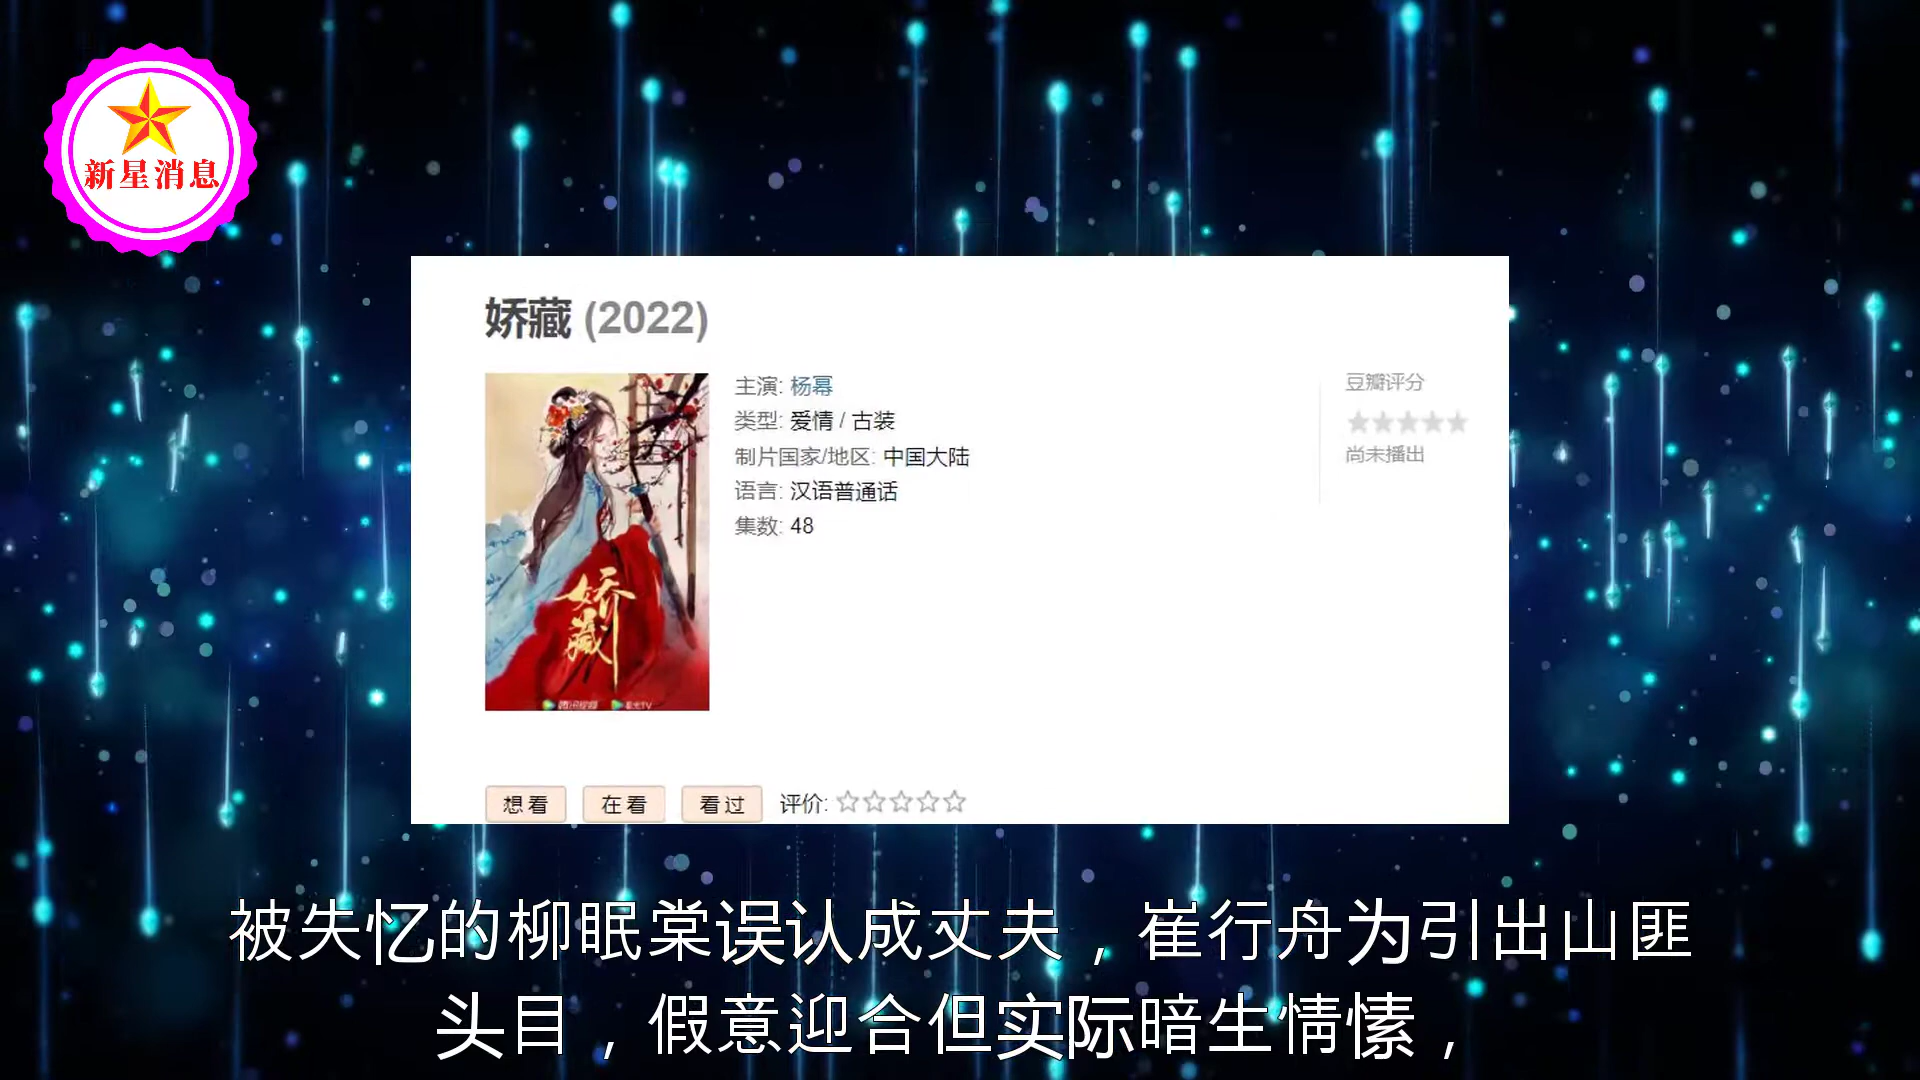 新星消息
娇藏 (2022)
主演: 杨幂
类型: 爱情 / 古装
制片国家/地区: 中国大陆
语言: 汉语普通话
集数: 48
豆瓣评分
尚未播出
娇藏
腾讯视频
想看 在看 看过 评价:
被失忆的柳眠棠误认成丈夫，崔行舟为引出山匪
头目，假意迎合但实际暗生情愫，